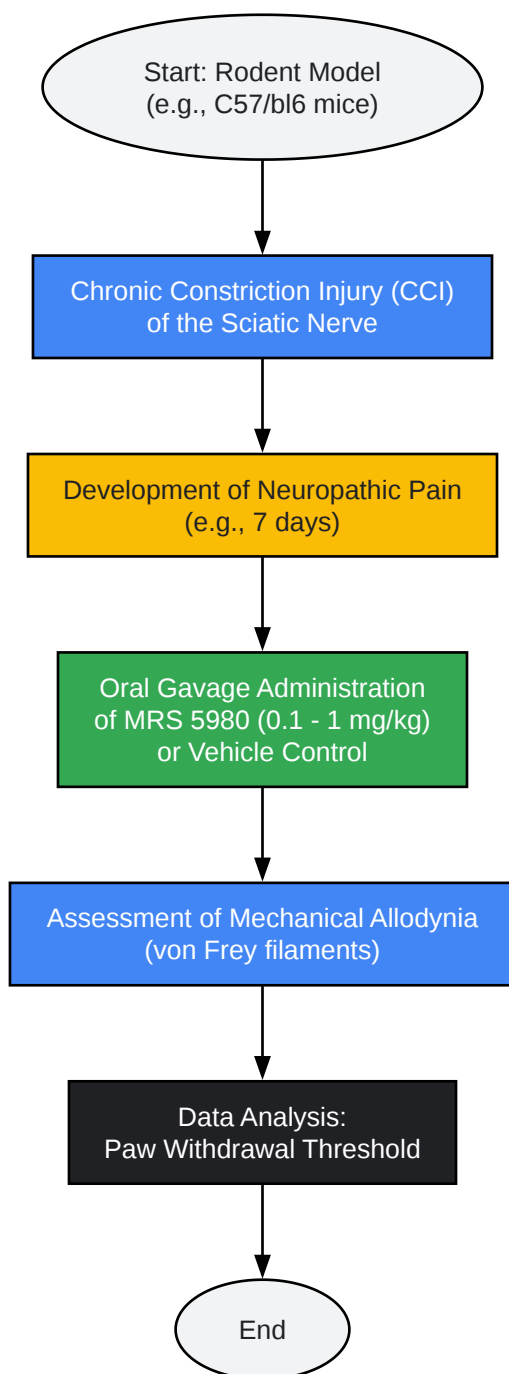 Start: Rodent Model
(e.g., C57/bl6 mice)
Chronic Constriction Injury (CCI)
of the Sciatic Nerve
Development of Neuropathic Pain
(e.g., 7 days)
Oral Gavage Administration
of MRS 5980 (0.1 - 1 mg/kg)
or Vehicle Control
Assessment of Mechanical Allodynia
(von Frey filaments)
Data Analysis:
Paw Withdrawal Threshold
End